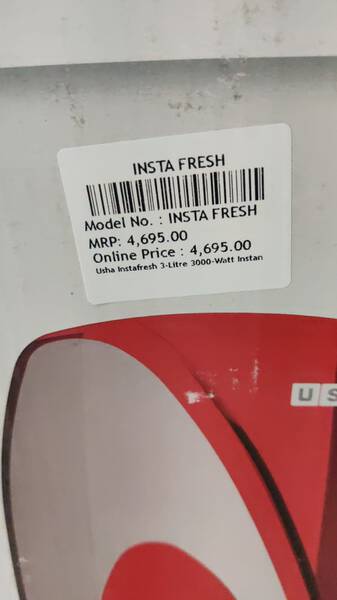 INSTA FRESH
Model No. : INSTA FRESH
MRP: 4,695.00
Online Price : 4,695.00
Usha Instafresh 3-Litre 3000-Watt Instan
US